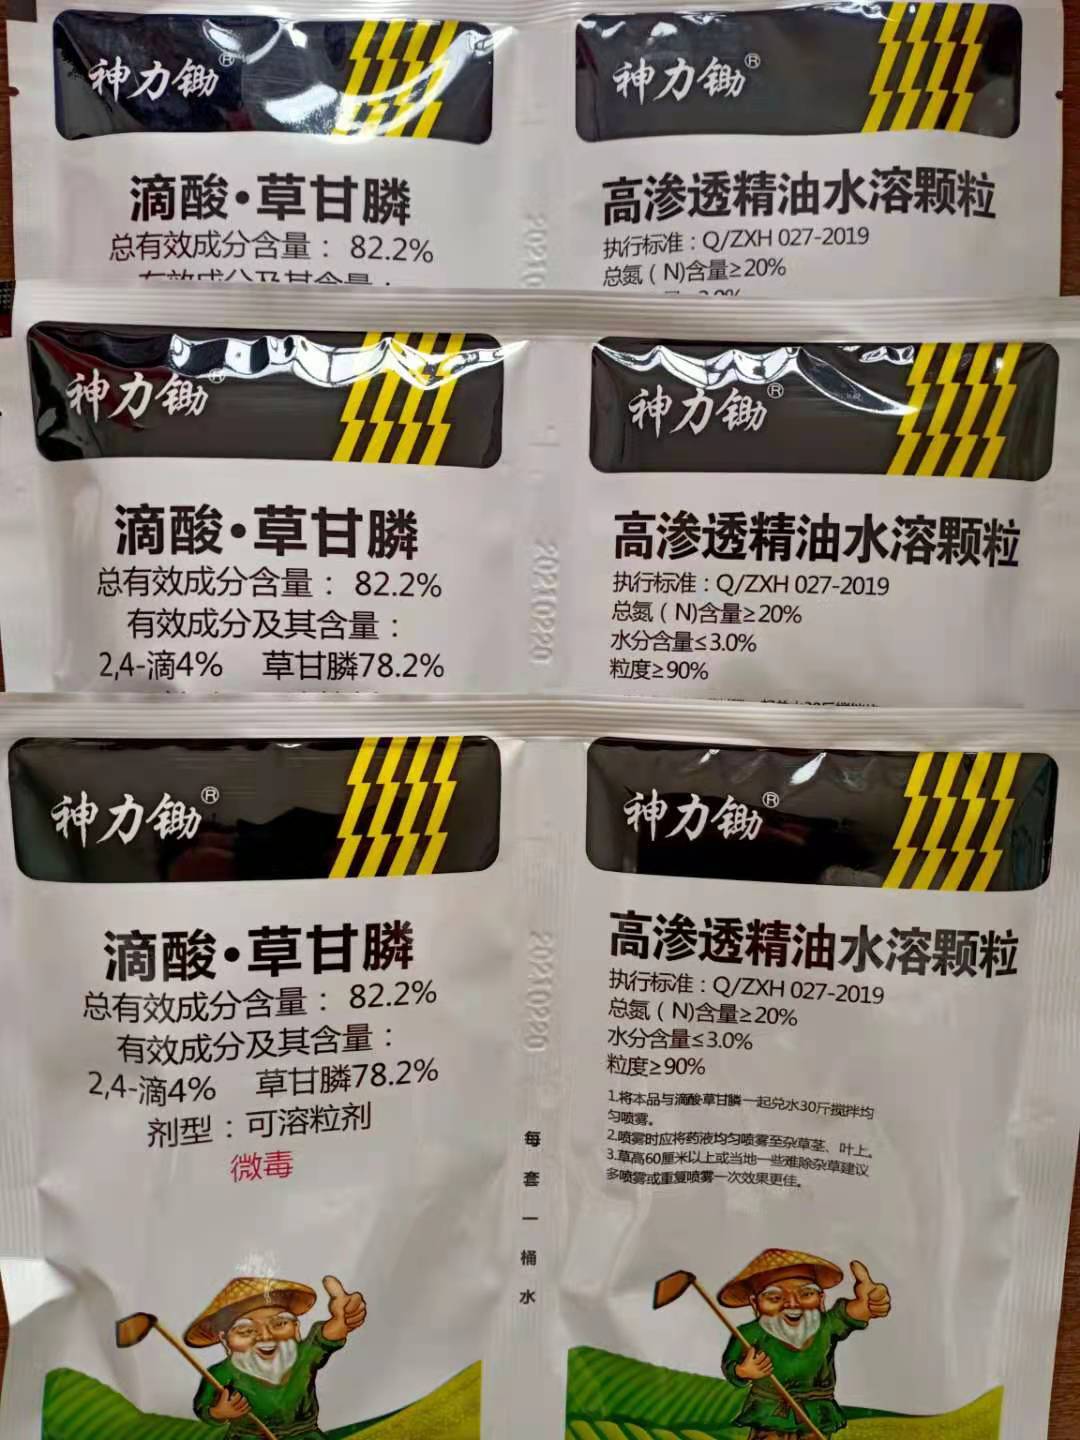 神力锄®
滴酸·草甘膦
总有效成分含量： 82.2%
有效成分及其含量：
神力锄®
高渗透精油水溶颗粒
执行标准：Q/ZXH 027-2019
总氮（N)含量≥20%
神力锄®
滴酸·草甘膦
总有效成分含量： 82.2%
有效成分及其含量：
2,4-滴4% 草甘膦78.2%
20210220
神力锄®
高渗透精油水溶颗粒
执行标准：Q/ZXH 027-2019
总氮（N)含量≥20%
水分含量≤3.0%
粒度≥90%
神力锄®
滴酸·草甘膦
总有效成分含量： 82.2%
有效成分及其含量：
2,4-滴4% 草甘膦78.2%
剂型：可溶粒剂
微毒
20210220
每套一桶水
神力锄®
高渗透精油水溶颗粒
执行标准：Q/ZXH 027-2019
总氮（N)含量≥20%
水分含量≤3.0%
粒度≥90%
1.将本品与滴酸草甘膦一起兑水30斤搅拌均
匀喷雾。
2.喷雾时应将药液均匀喷雾至杂草茎、叶上。
3.草高60厘米以上或当地一些难除杂草建议
多喷雾或重复喷雾一次效果更佳。